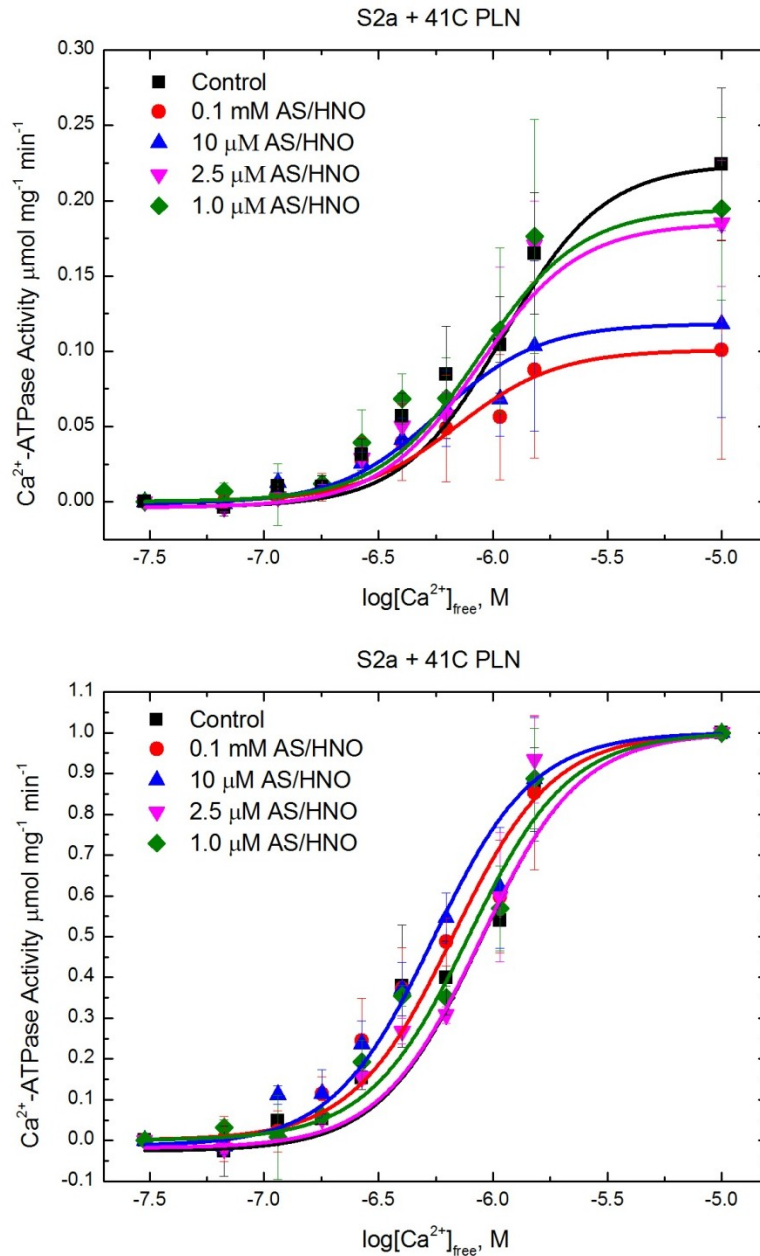 S2a + 41C PLN
0.30
0.25
0.20
0.15
0.10
0.05
0.00
Ca²⁺-ATPase Activity μmol mg⁻¹ min⁻¹
Control
0.1 mM AS/HNO
10 μM AS/HNO
2.5 μM AS/HNO
1.0 μM AS/HNO
-7.5 -7.0 -6.5 -6.0 -5.5 -5.0
log[Ca²⁺]free, M
S2a + 41C PLN
1.1
1.0
0.9
0.8
0.7
0.6
0.5
0.4
0.3
0.2
0.1
0.0
-0.1
Ca²⁺-ATPase Activity μmol mg⁻¹ min⁻¹
Control
0.1 mM AS/HNO
10 μM AS/HNO
2.5 μM AS/HNO
1.0 μM AS/HNO
-7.5 -7.0 -6.5 -6.0 -5.5 -5.0
log[Ca²⁺]free, M